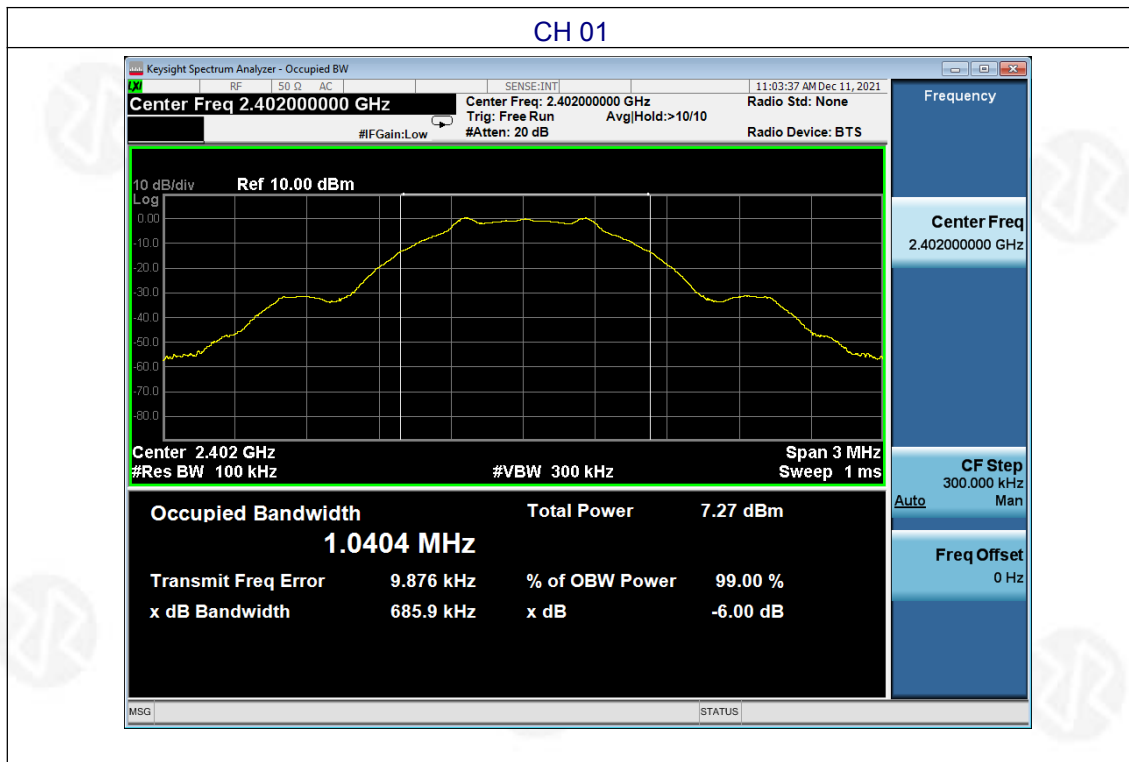 CH 01
Keysight Spectrum Analyzer - Occupied BW
LXI RF 50 Ω AC SENSE:INT 11:03:37 AM Dec 11, 2021
Center Freq 2.402000000 GHz Center Freq: 2.402000000 GHz Radio Std: None
Trig: Free Run Avg|Hold:>10/10
#IFGain:Low #Atten: 20 dB Radio Device: BTS
10 dB/div Ref 10.00 dBm
Log
0.00
-10.0
-20.0
-30.0
-40.0
-50.0
-60.0
-70.0
-80.0
Center 2.402 GHz Span 3 MHz
#Res BW 100 kHz #VBW 300 kHz Sweep 1 ms
Occupied Bandwidth Total Power 7.27 dBm
1.0404 MHz
Transmit Freq Error 9.876 kHz % of OBW Power 99.00 %
x dB Bandwidth 685.9 kHz x dB -6.00 dB
MSG STATUS
Frequency
Center Freq
2.402000000 GHz
CF Step
300.000 kHz
Auto Man
Freq Offset
0 Hz